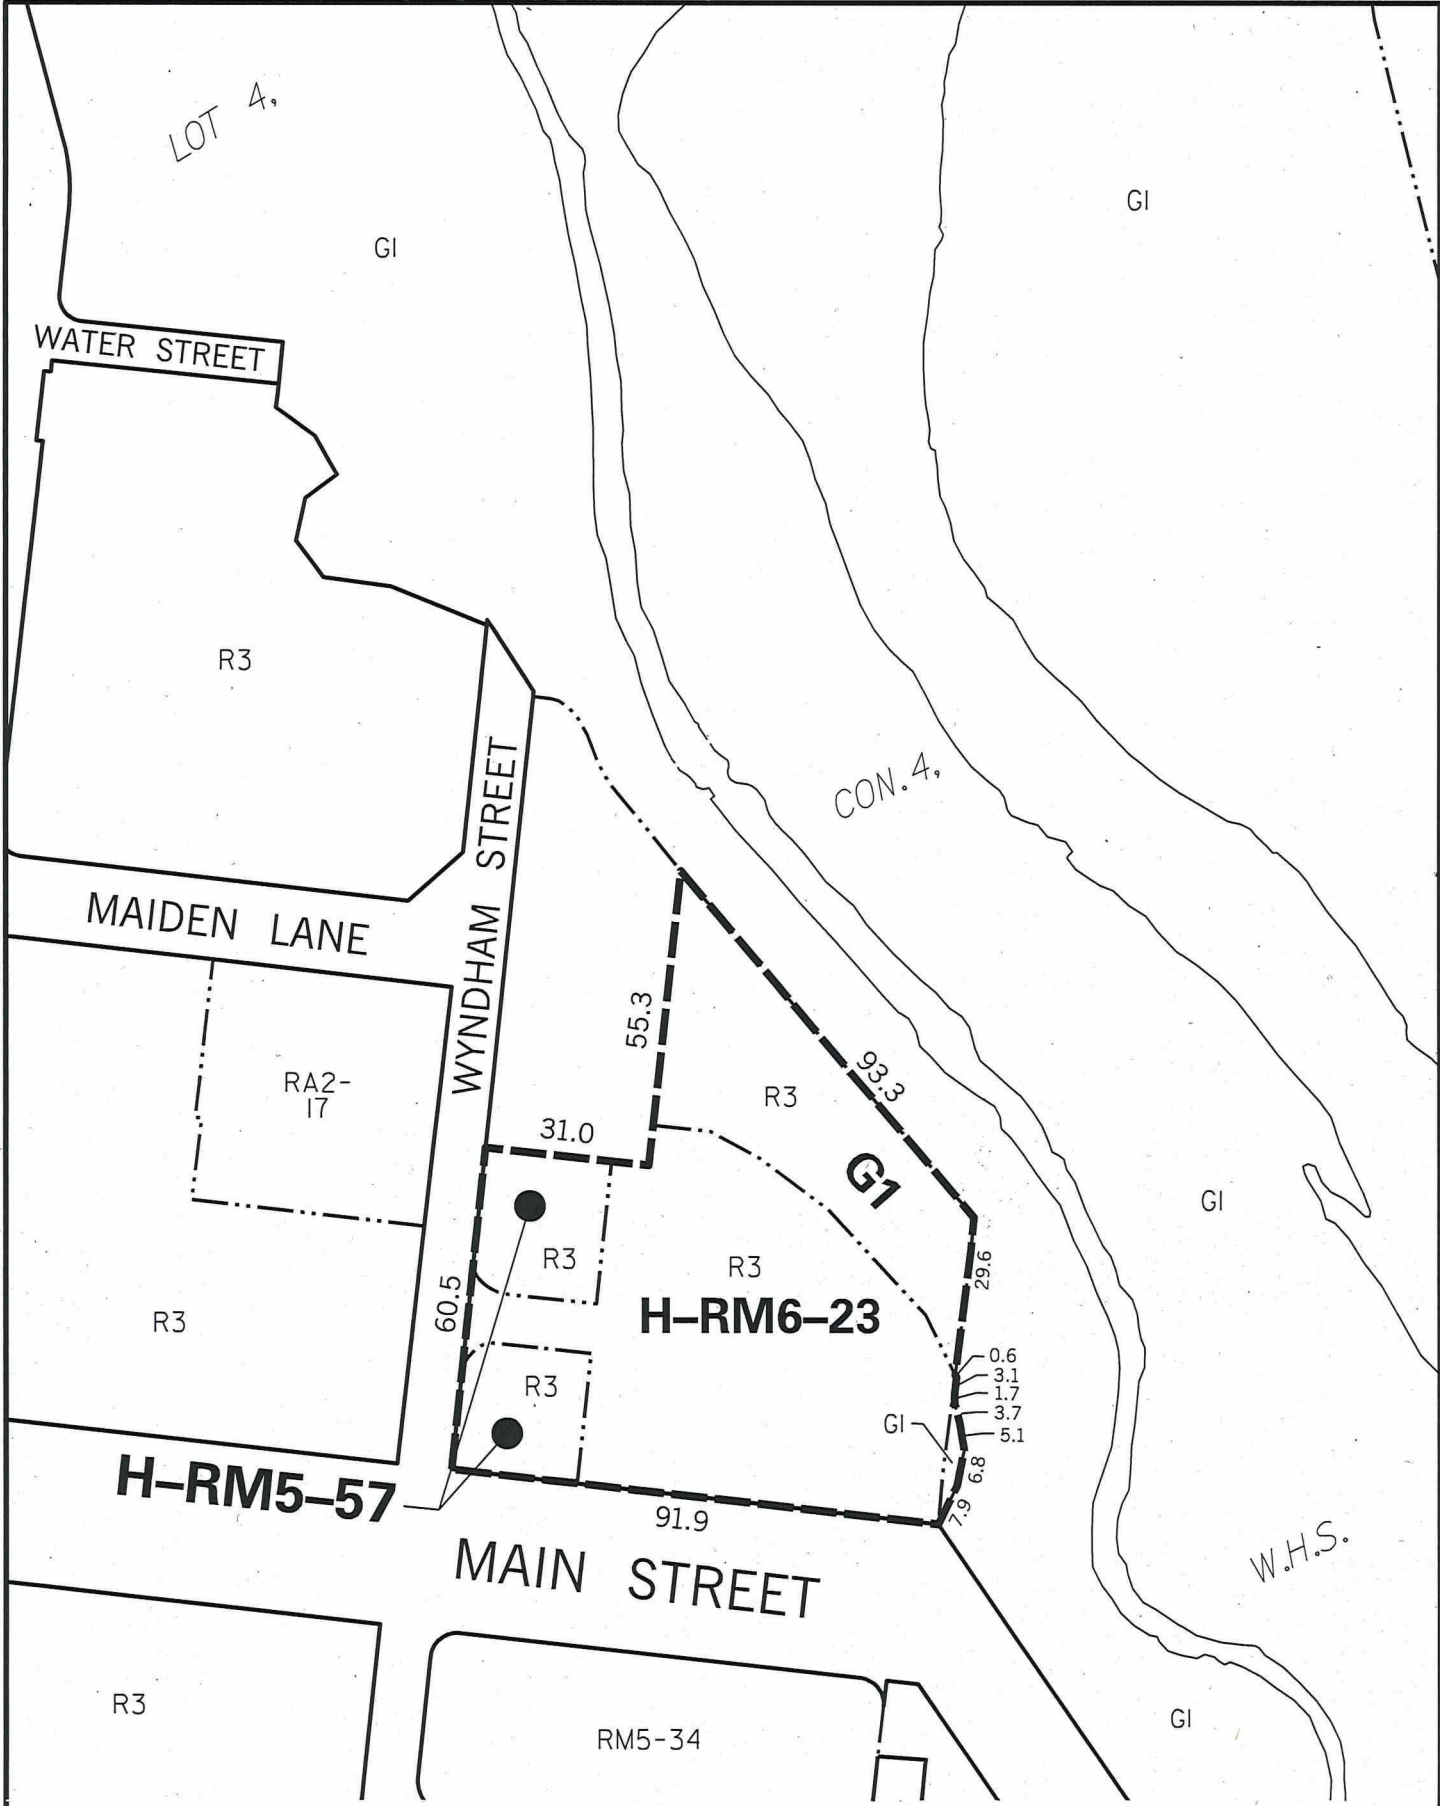 LOT 4,
GI
GI
WATER STREET
R3
WYNDHAM STREET
CON. 4,
MAIDEN LANE
RA2-
17
55.3
93.3
R3
31.0
G1
GI
R3
R3
H-RM6-23
29.6
60.5
R3
R3
0.6
3.1
1.7
3.7
5.1
GI
6.8
7.9
H-RM5-57
91.9
MAIN STREET
W.H.S.
R3
RM5-34
GI